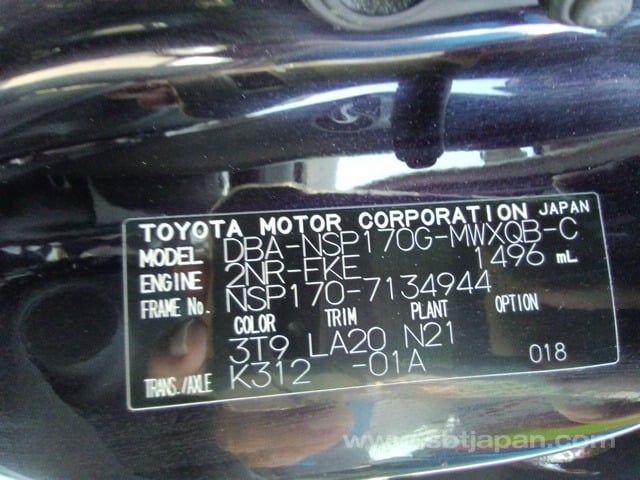 TOYOTA MOTOR CORPORATION JAPAN
MODEL DBA-NSP170G-MWXQB-C
ENGINE 2NR-FKE 1496 mL
FRAME No. NSP170-7134944
COLOR TRIM PLANT OPTION
3T9 LA20 N21
TRANS./AXLE K312 -01A 018
www.sbtjapan.com